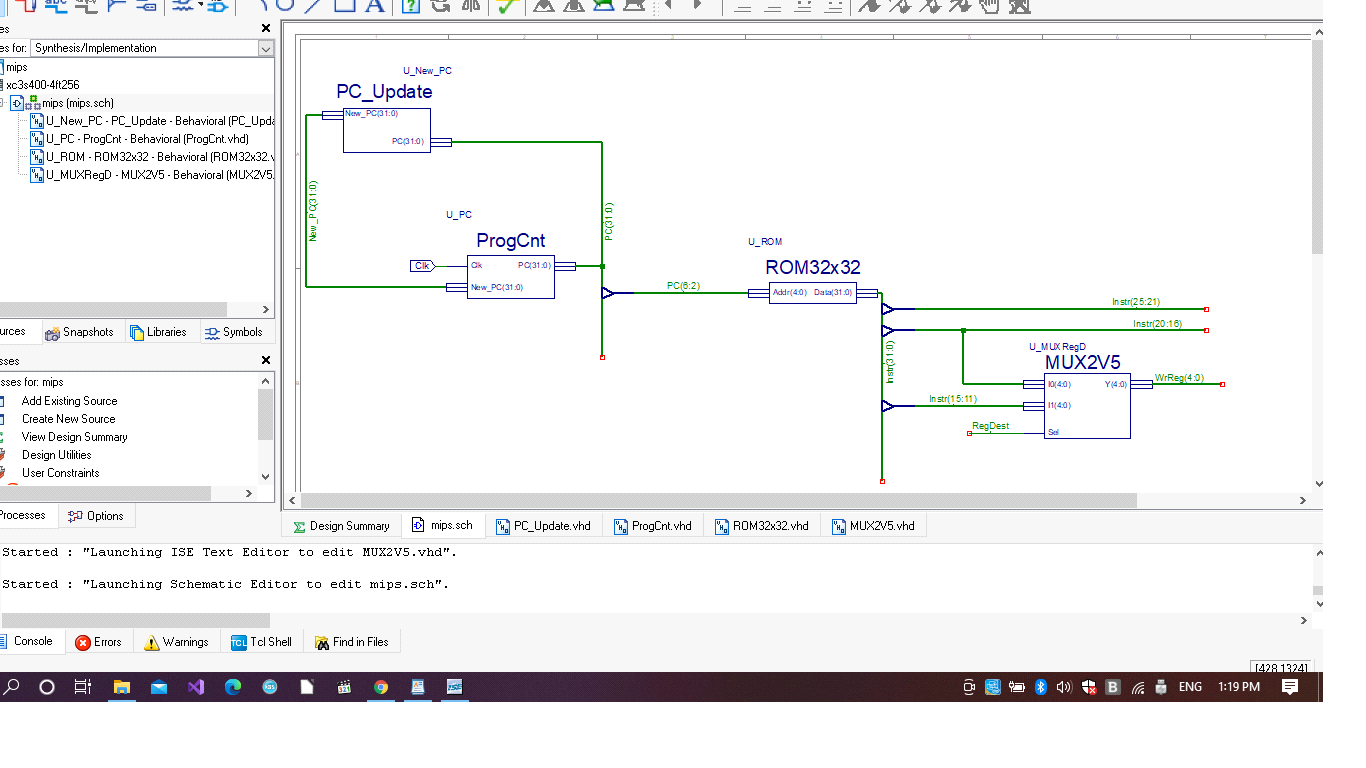 es for: Synthesis/Implementation
mips
xc3s400-4ft256
mips (mips.sch)
U_New_PC - PC_Update - Behavioral (PC_Upda
U_PC - ProgCnt - Behavioral (ProgCnt.vhd)
U_ROM - ROM32x32 - Behavioral (ROM32x32.v
U_MUXRegD - MUX2V5 - Behavioral (MUX2V5.
urces
Snapshots
Libraries
Symbols
sses
sses for: mips
Add Existing Source
Create New Source
View Design Summary
Design Utilities
User Constraints
Processes
Options
U_New_PC
PC_Update
New_PC(31:0)
PC(31:0)
New_PC(31:0)
PC(31:0)
U_PC
ProgCnt
Clk
Clk
PC(31:0)
New_PC(31:0)
PC(6:2)
U_ROM
ROM32x32
Addr(4:0)
Data(31:0)
Instr(25:21)
Instr(20:16)
Instr(31:0)
U_MUXRegD
MUX2V5
I0(4:0)
Y(4:0)
WrReg(4:0)
Instr(15:11)
I1(4:0)
RegDest
Sel
Design Summary
mips.sch
PC_Update.vhd
ProgCnt.vhd
ROM32x32.vhd
MUX2V5.vhd
Started : "Launching ISE Text Editor to edit MUX2V5.vhd".
Started : "Launching Schematic Editor to edit mips.sch".
Console
Errors
TCL
Warnings
Tcl Shell
Find in Files
[428,1324]
ISE
ENG
1:19 PM